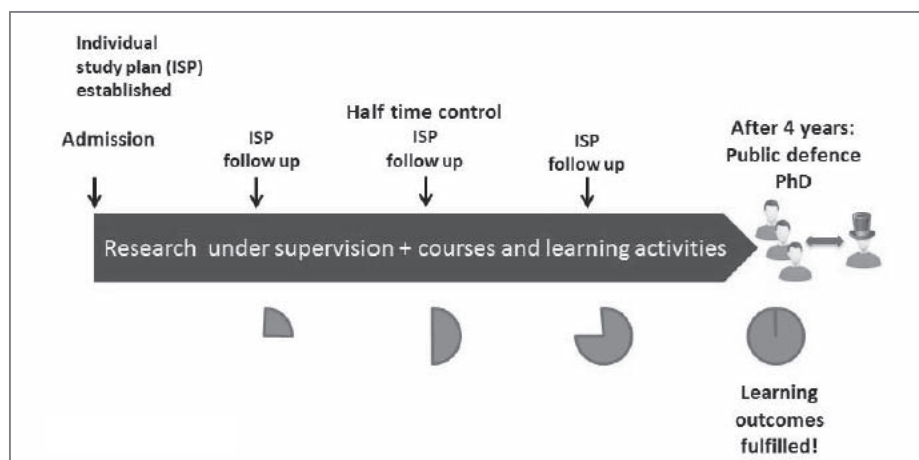 Individual
study plan (ISP)
established
Admission
ISP
follow up
Half time control
ISP
follow up
ISP
follow up
After 4 years:
Public defence
PhD
Research under supervision + courses and learning activities
Learning
outcomes
fulfilled!